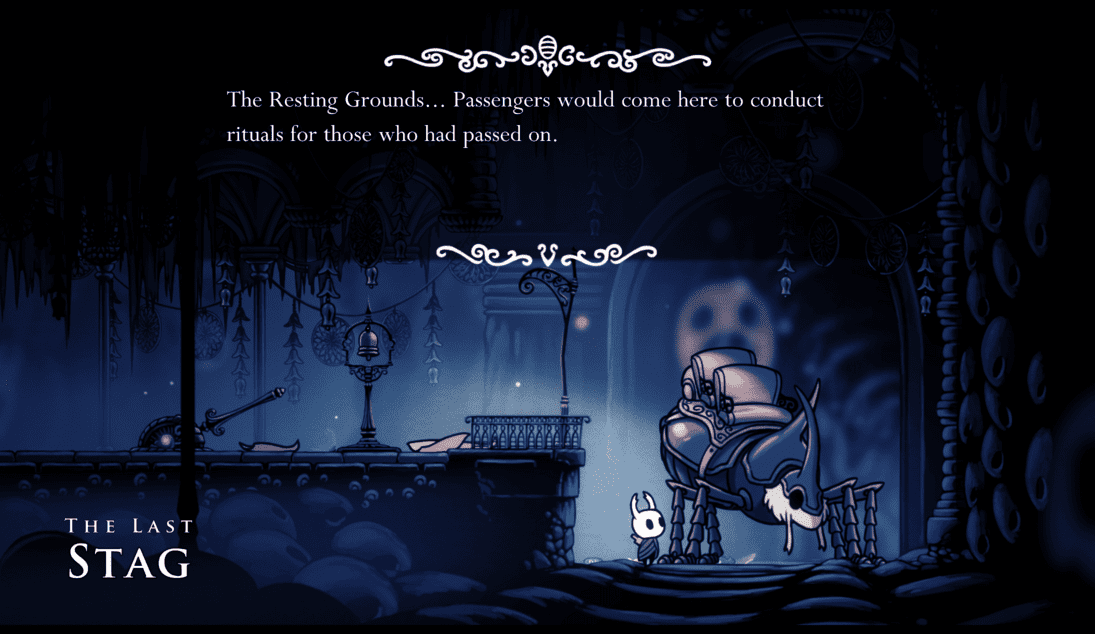 The Resting Grounds... Passengers would come here to conduct
rituals for those who had passed on.
The Last
Stag